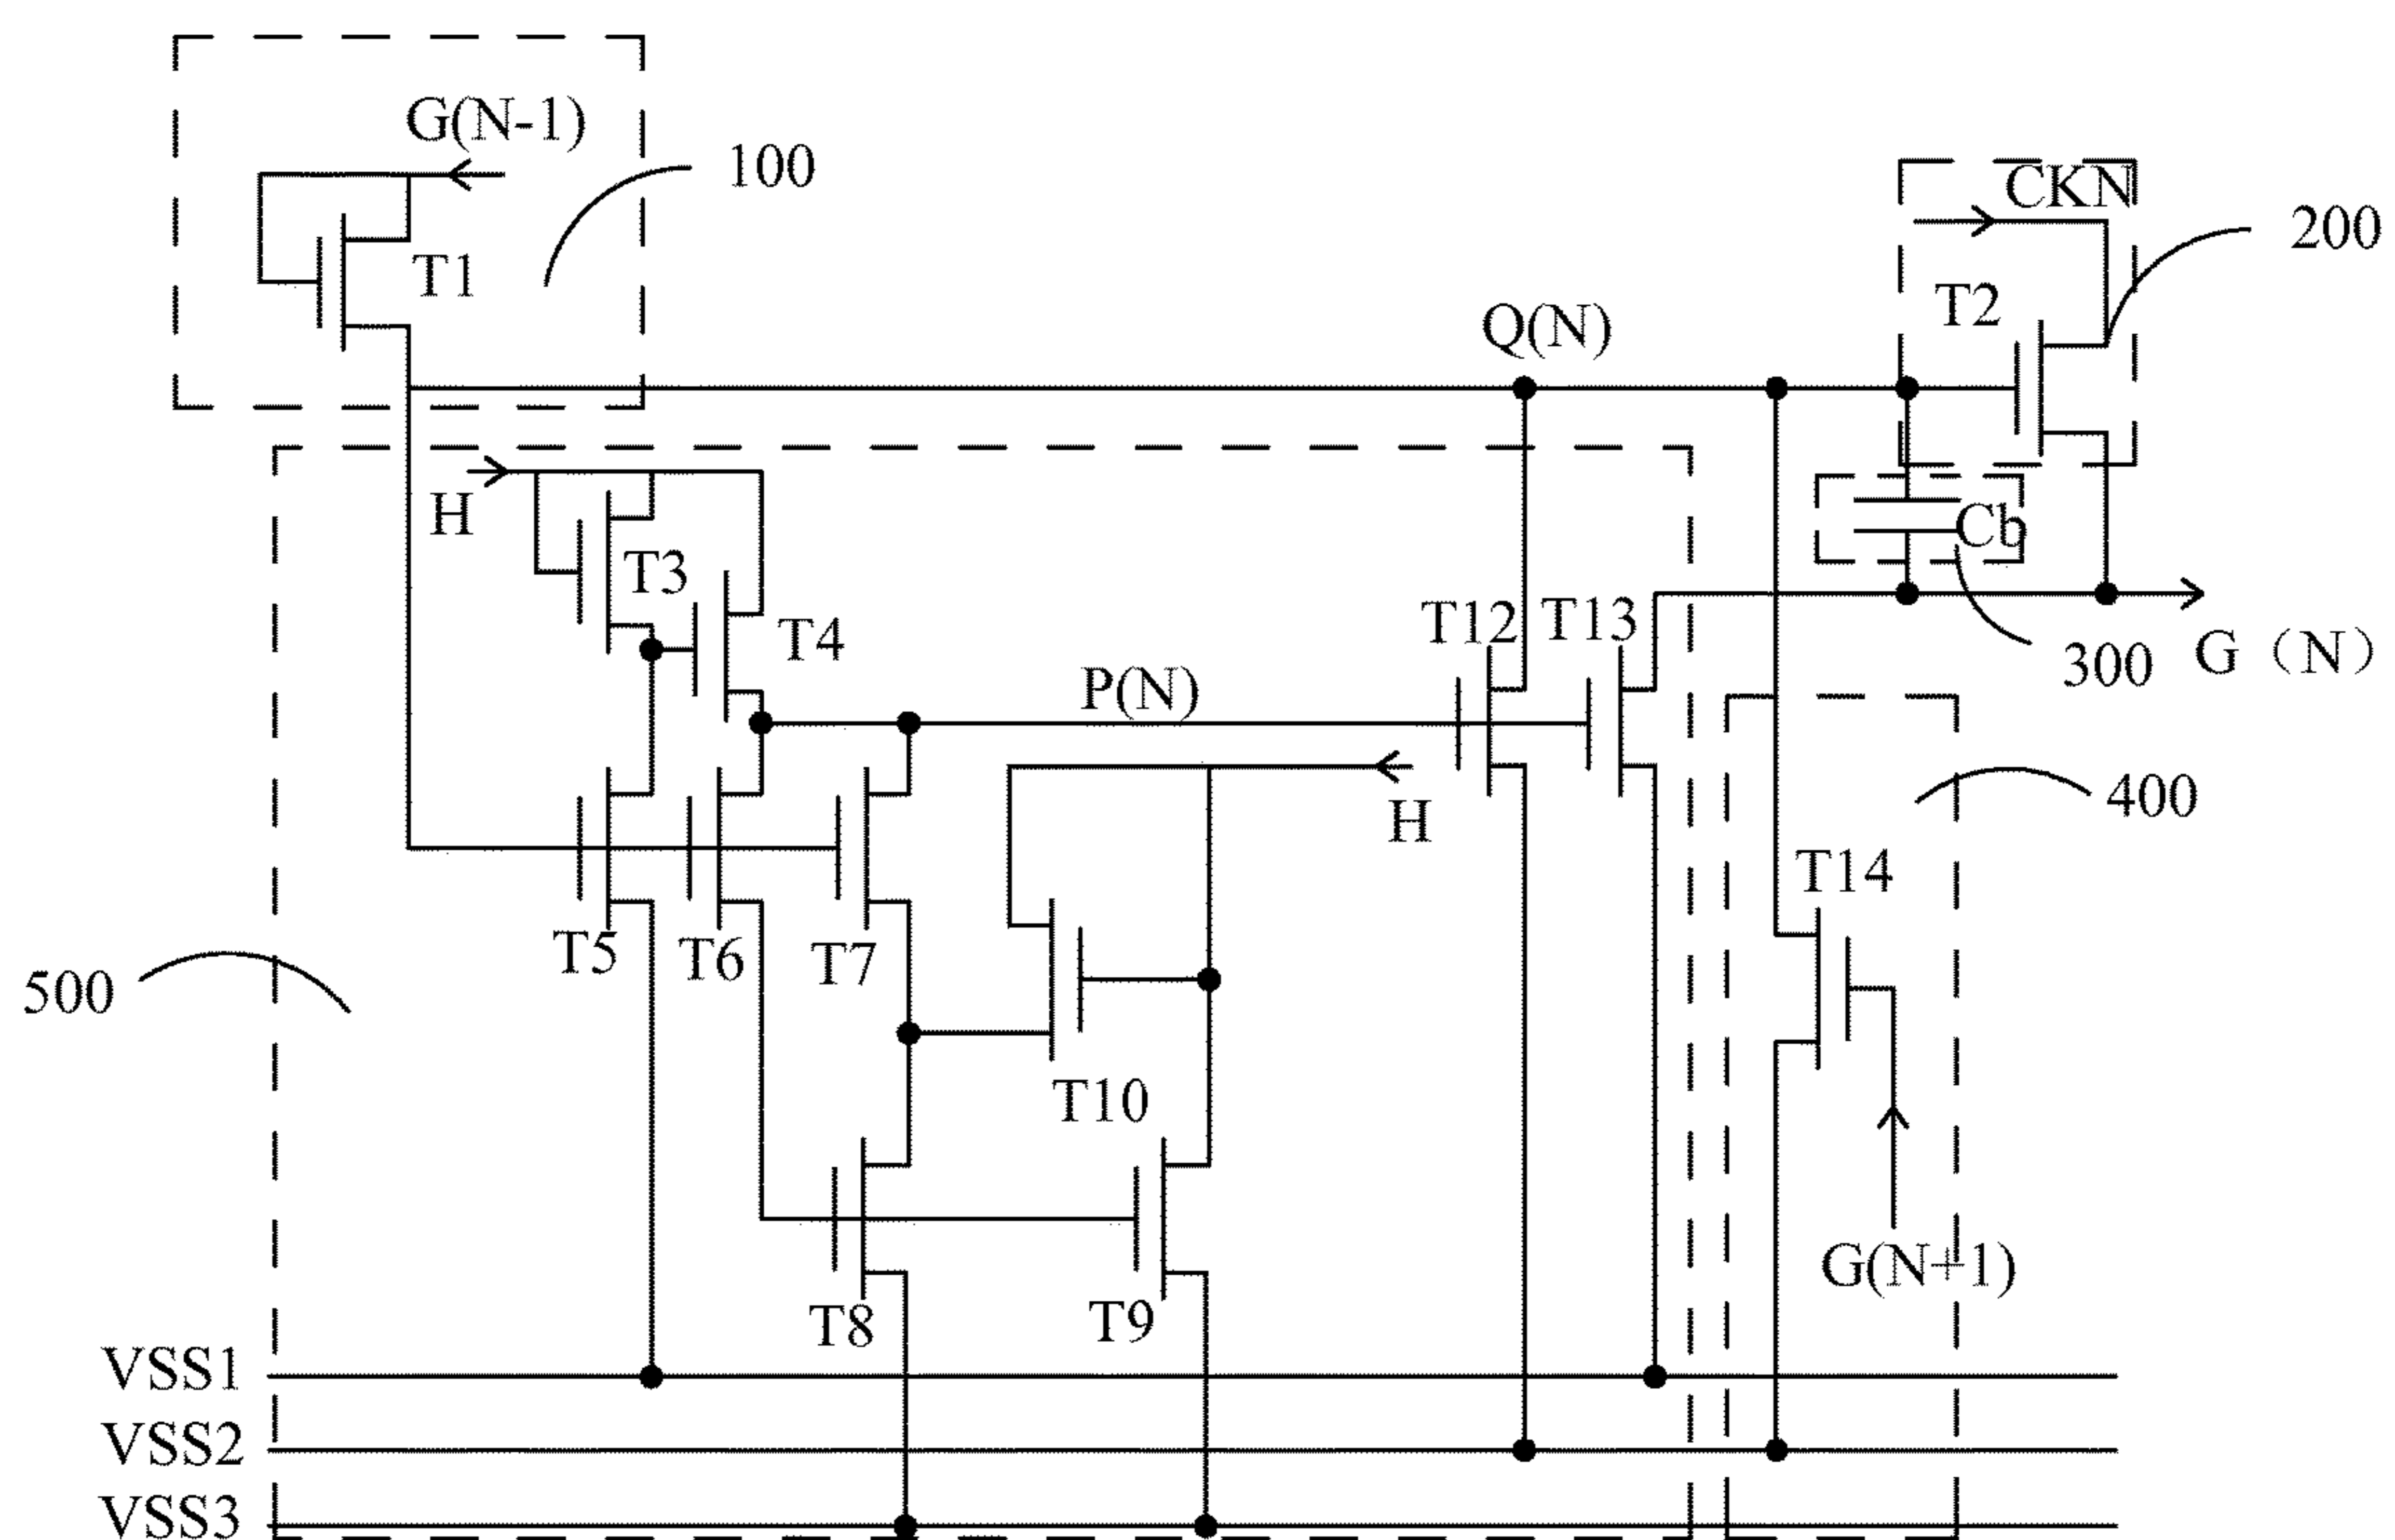 G(N-1)
100
CKN
200
T1
T2
Q(N)
H
Cb
T3
T12
T13
T4
300
G（N）
P(N)
400
H
T14
T5
T6
T7
500
T10
G(N+1)
T8
T9
VSS1
VSS2
VSS3